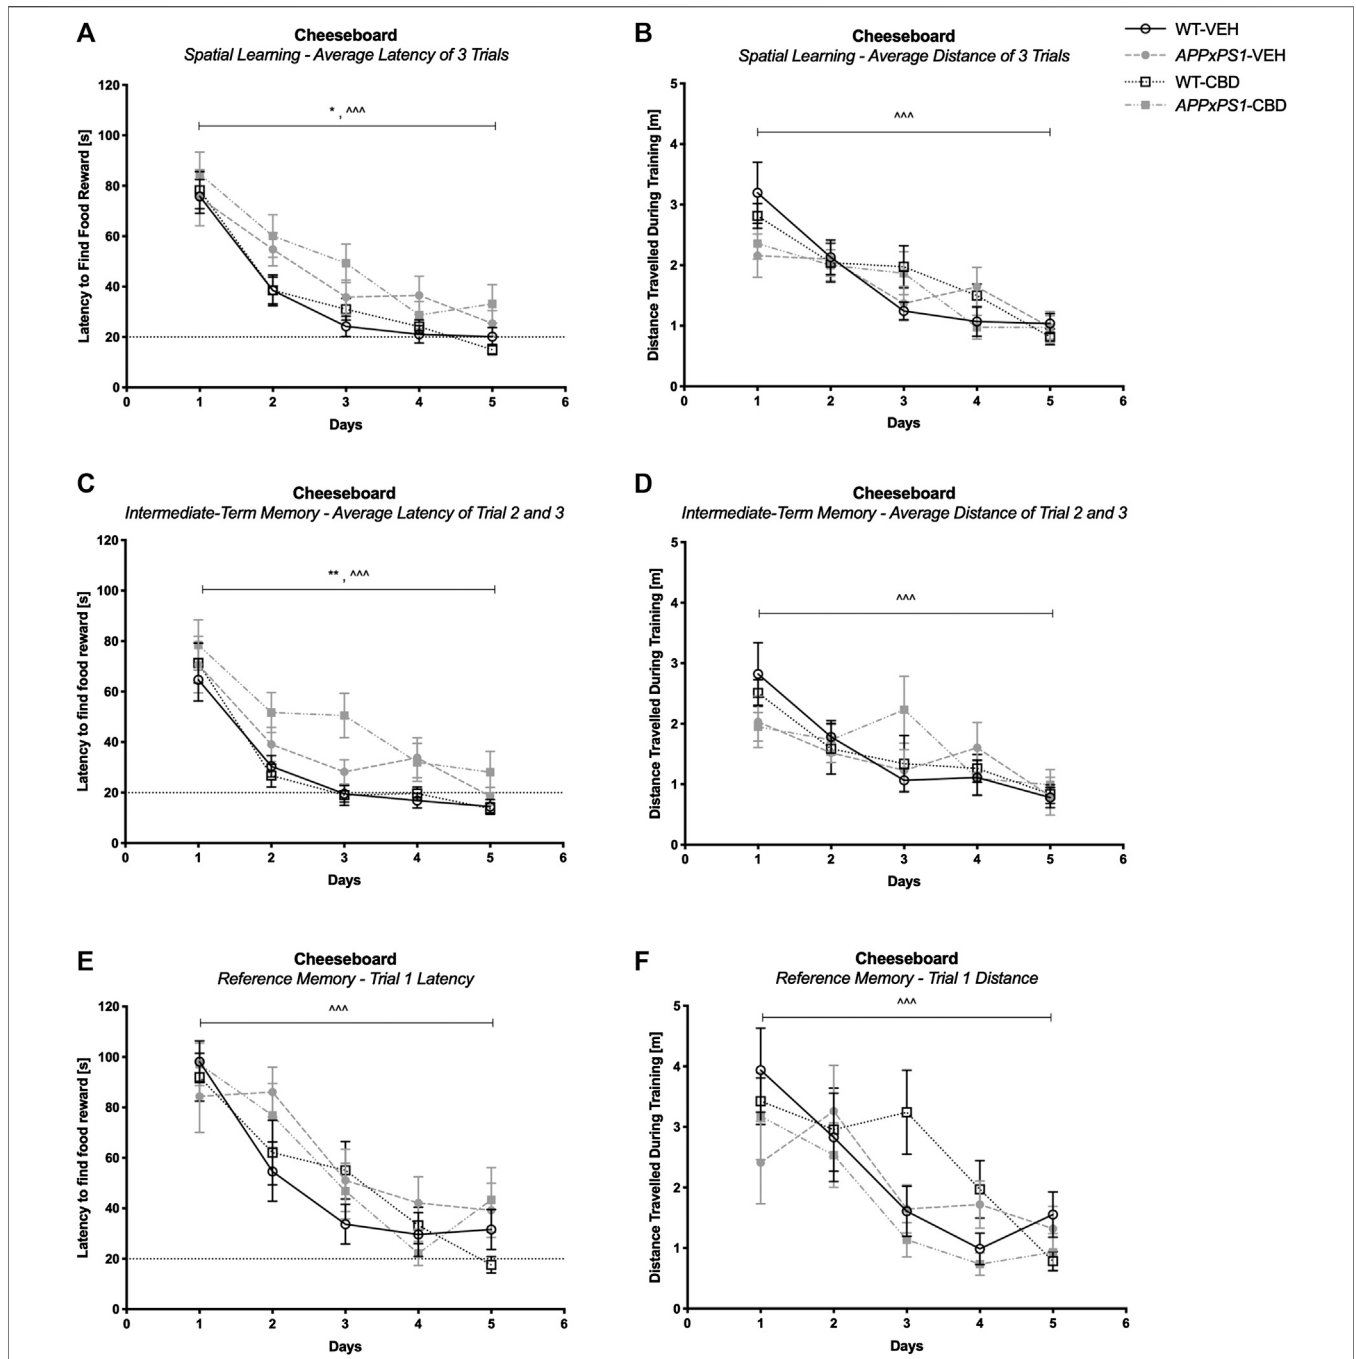 A
Cheeseboard
Spatial Learning - Average Latency of 3 Trials
* , ^^^
Latency to Find Food Reward [s]
120
100
80
60
40
20
0
0 1 2 3 4 5 6
Days
B
Cheeseboard
Spatial Learning - Average Distance of 3 Trials
^^^
Distance Travelled During Training [m]
5
4
3
2
1
0
0 1 2 3 4 5 6
Days
WT-VEH
APPxPS1-VEH
WT-CBD
APPxPS1-CBD
C
Cheeseboard
Intermediate-Term Memory - Average Latency of Trial 2 and 3
** , ^^^
Latency to find food reward [s]
120
100
80
60
40
20
0
0 1 2 3 4 5 6
Days
D
Cheeseboard
Intermediate-Term Memory - Average Distance of Trial 2 and 3
^^^
Distance Travelled During Training [m]
5
4
3
2
1
0
0 1 2 3 4 5 6
Days
E
Cheeseboard
Reference Memory - Trial 1 Latency
^^^
Latency to find food reward [s]
120
100
80
60
40
20
0
0 1 2 3 4 5 6
Days
F
Cheeseboard
Reference Memory - Trial 1 Distance
^^^
Distance Travelled During Training [m]
5
4
3
2
1
0
0 1 2 3 4 5 6
Days